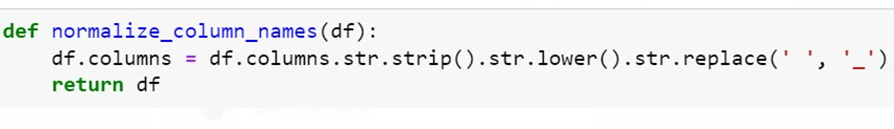 def normalize_column_names(df):
    df.columns = df.columns.str.strip().str.lower().str.replace(' ', '_')
    return df